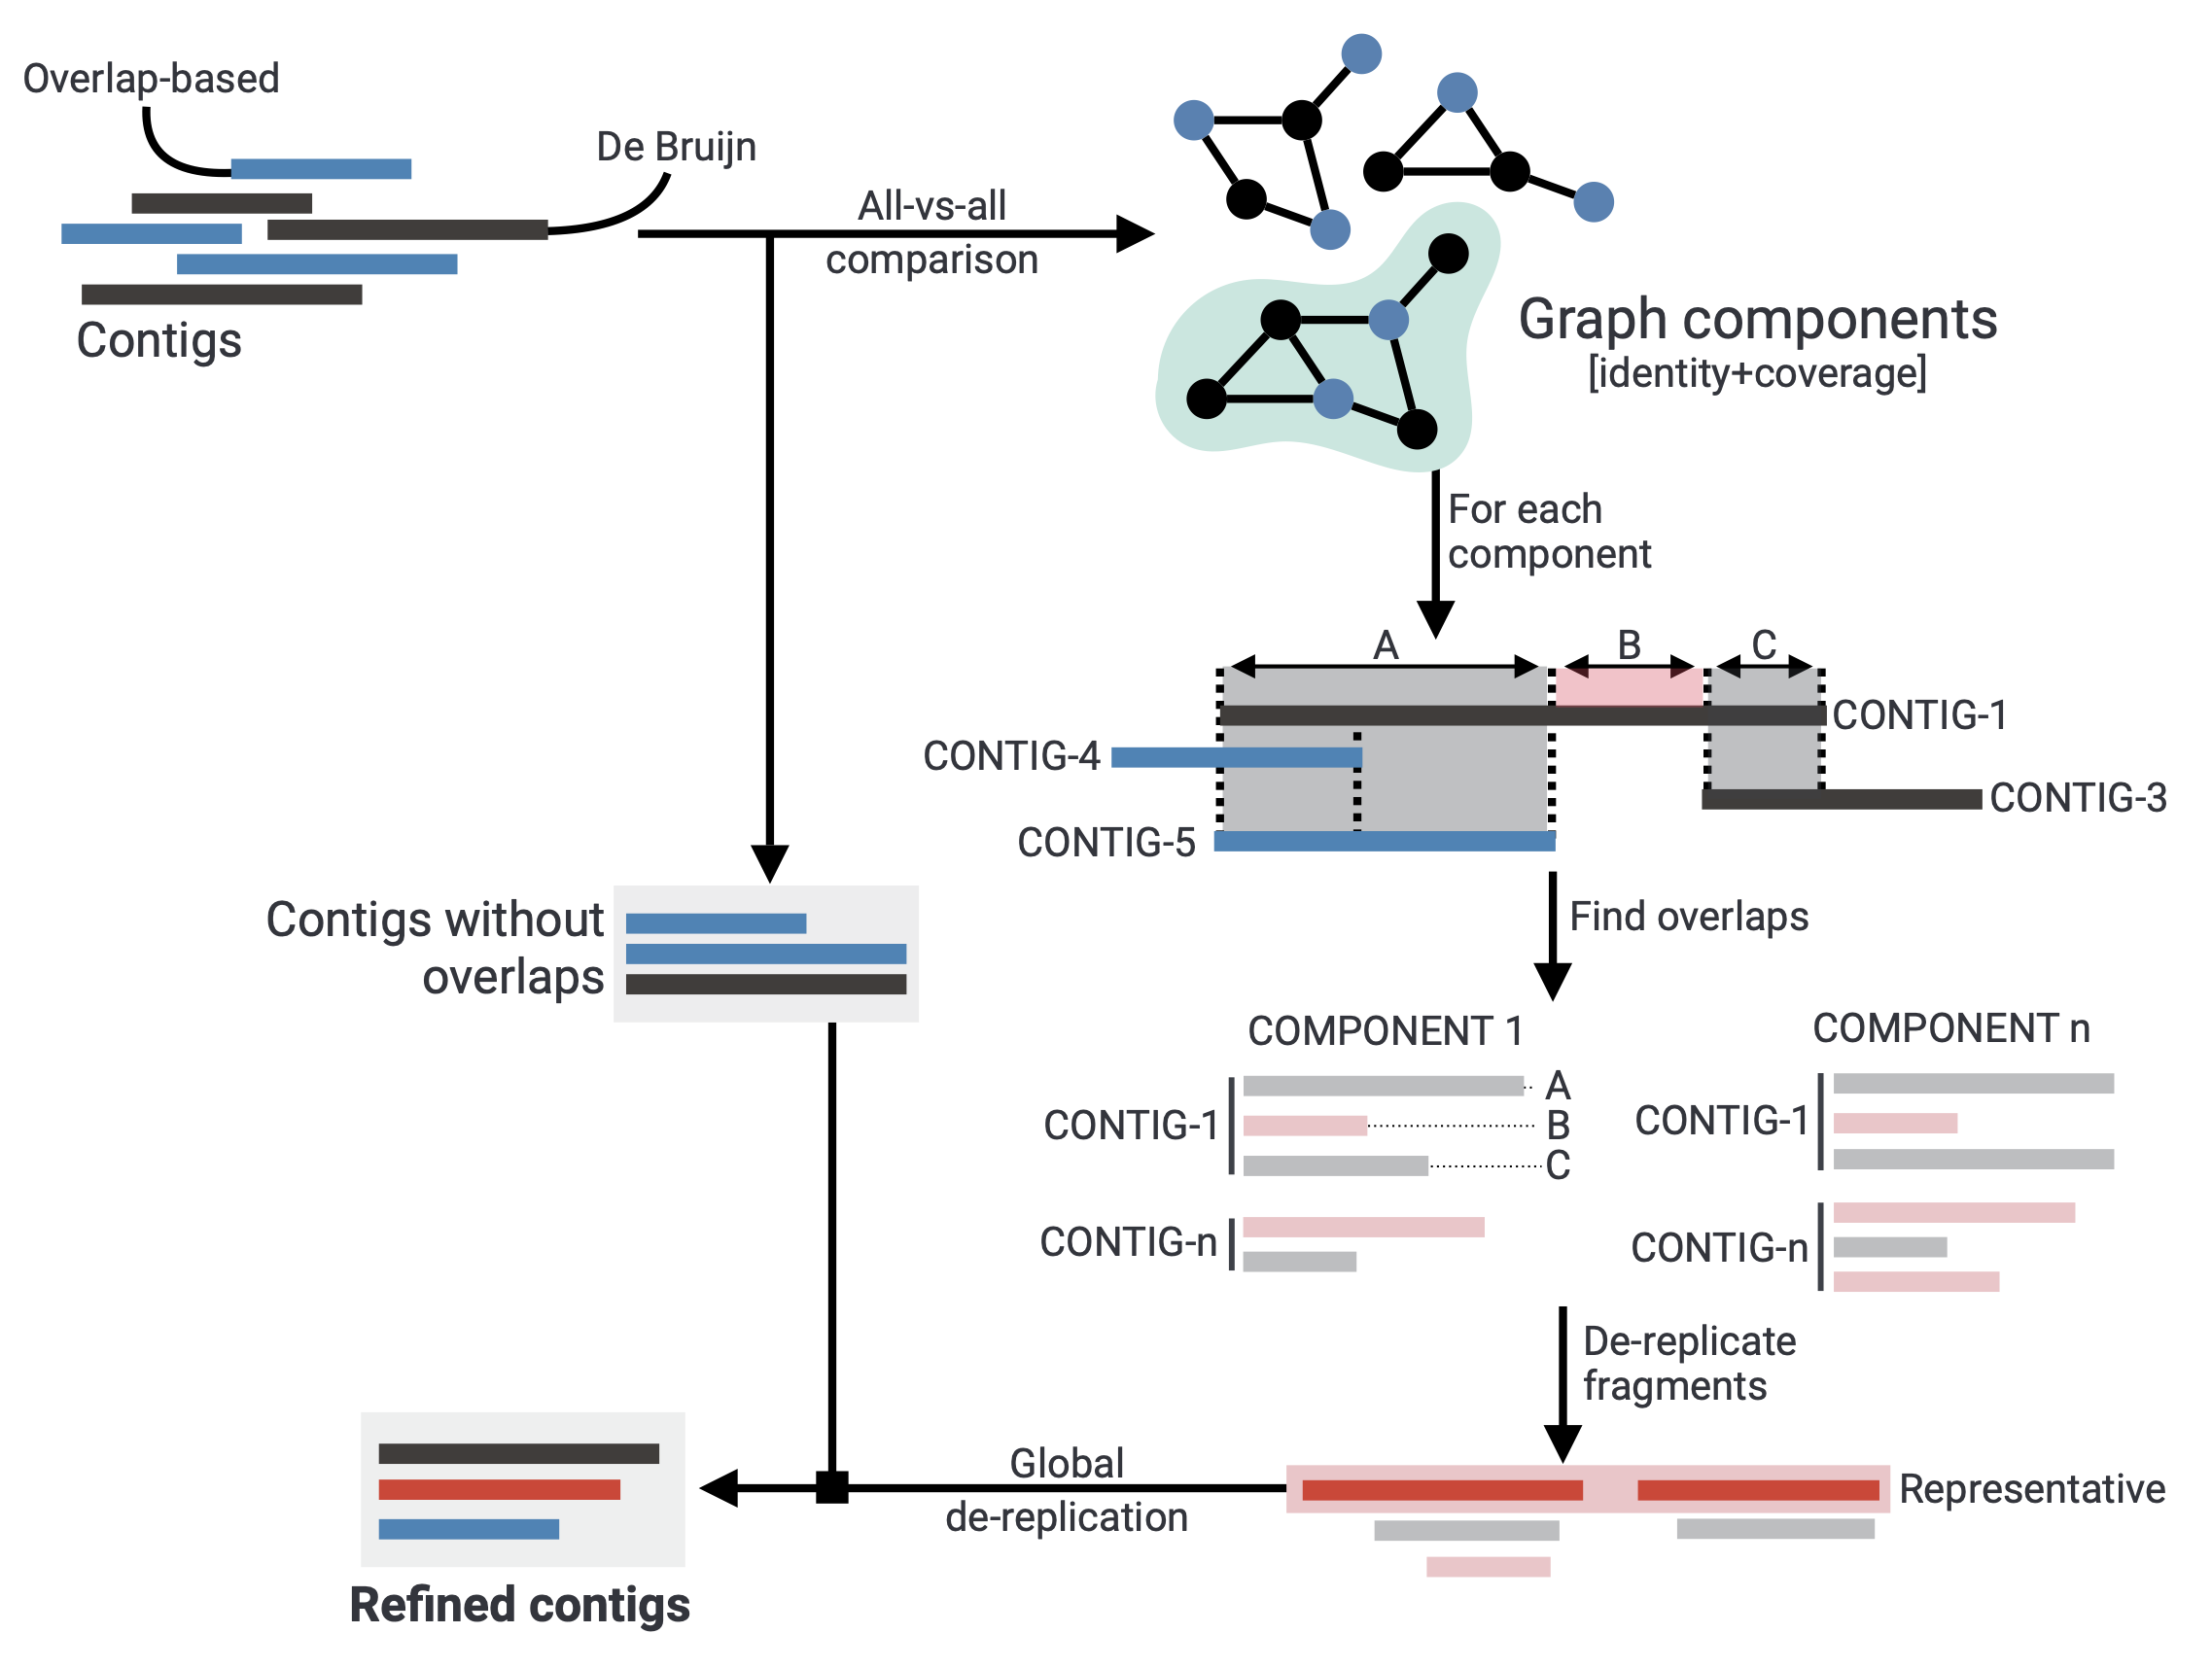 Overlap-based
De Bruijn
Contigs
All-vs-all
comparison
Graph components
[identity+coverage]
For each
component
A
B
C
CONTIG-1
CONTIG-4
CONTIG-3
CONTIG-5
Find overlaps
Contigs without
overlaps
COMPONENT 1
CONTIG-1
A
B
C
CONTIG-n
COMPONENT n
CONTIG-1
CONTIG-n
De-replicate
fragments
Representative
Global
de-replication
Refined contigs